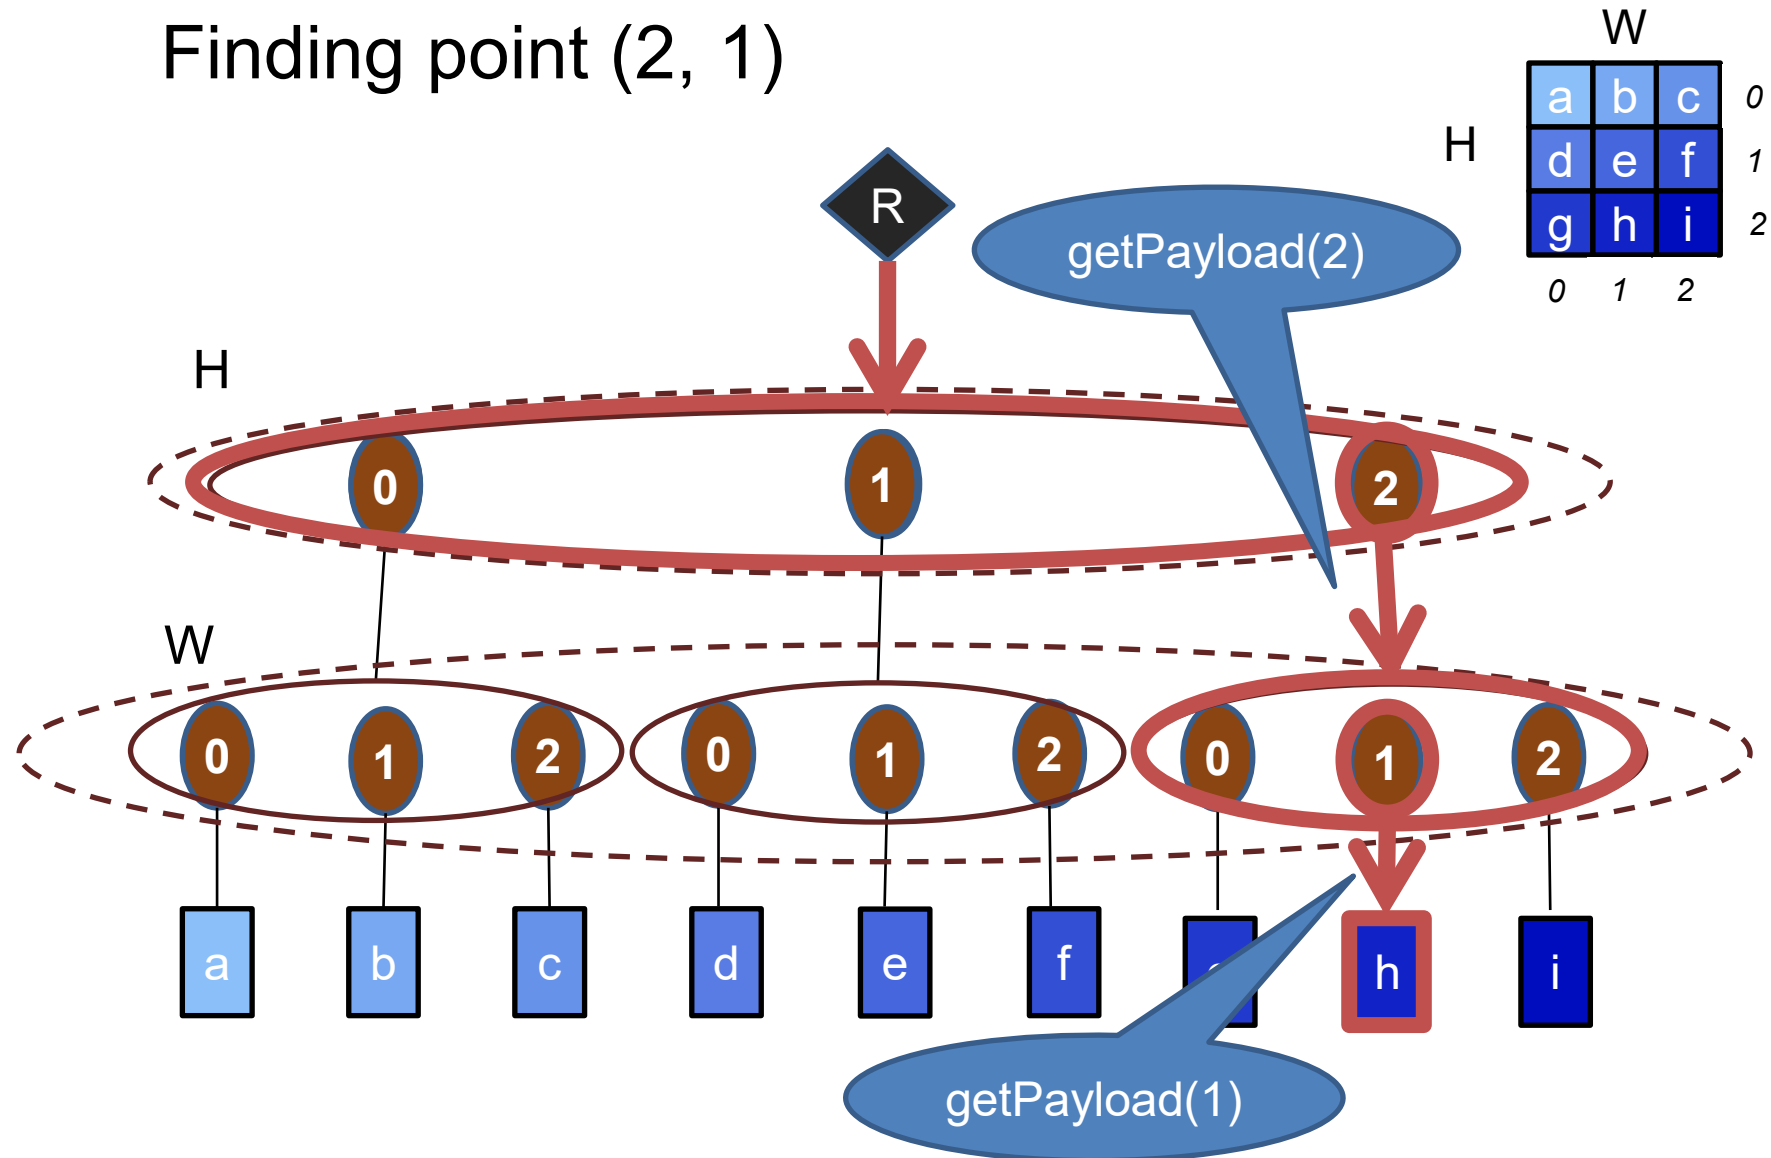 Finding point (2, 1)
W
a b c 0
H
d e f 1
g h i 2
0 1 2
R
getPayload(2)
H
0 1 2
W
0 1 2 0 1 2 0 1 2
a b c d e f h i
getPayload(1)